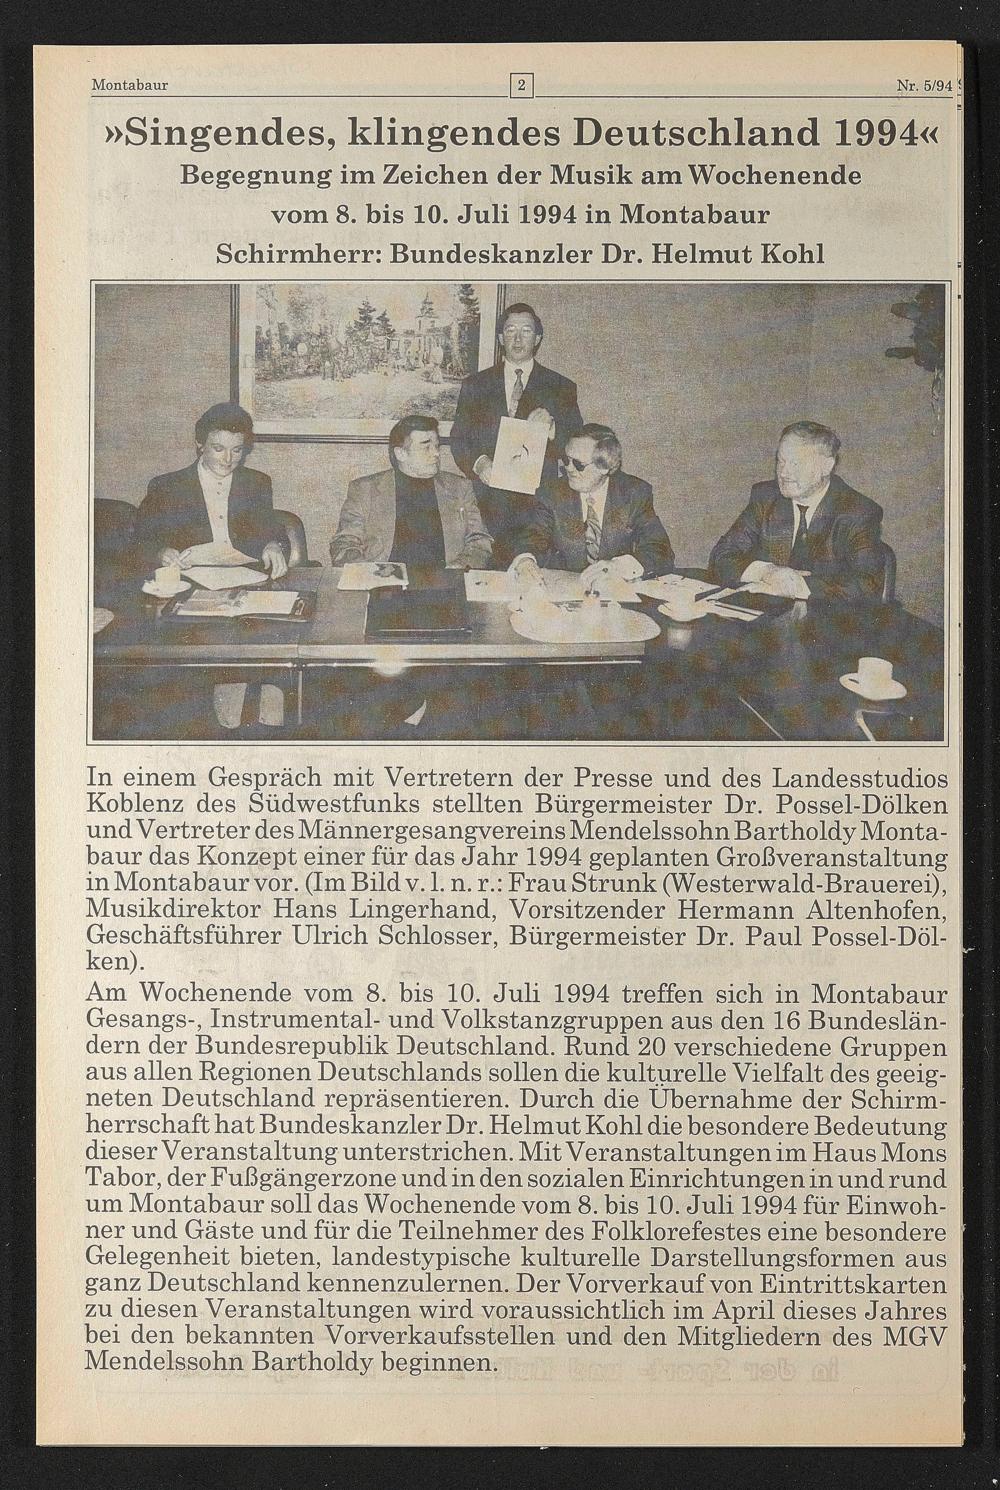 Montabaur
2
Nr. 5/94
»Singendes, klingendes Deutschland 1994«
Begegnung im Zeichen der Musik am Wochenende
vom 8. bis 10. Juli 1994 in Montabaur
Schirmherr: Bundeskanzler Dr. Helmut Kohl
In einem Gespräch mit Vertretern der Presse und des Landesstudios
Koblenz des Südwestfunks stellten Bürgermeister Dr. Possel-Dölken
und Vertreter des Männergesangvereins Mendelssohn Bartholdy Monta-
baur das Konzept einer für das Jahr 1994 geplanten Großveranstaltung
in Montabaur vor. (Im Bild v. l. n. r.: Frau Strunk (Westerwald-Brauerei),
Musikdirektor Hans Lingerhand, Vorsitzender Hermann Altenhofen,
Geschäftsführer Ulrich Schlosser, Bürgermeister Dr. Paul Possel-Döl-
ken).
Am Wochenende vom 8. bis 10. Juli 1994 treffen sich in Montabaur
Gesangs-, Instrumental- und Volkstanzgruppen aus den 16 Bundeslän-
dern der Bundesrepublik Deutschland. Rund 20 verschiedene Gruppen
aus allen Regionen Deutschlands sollen die kulturelle Vielfalt des geeig-
neten Deutschland repräsentieren. Durch die Übernahme der Schirm-
herrschaft hat Bundeskanzler Dr. Helmut Kohl die besondere Bedeutung
dieser Veranstaltung unterstrichen. Mit Veranstaltungen im Haus Mons
Tabor, der Fußgängerzone und in den sozialen Einrichtungen in und rund
um Montabaur soll das Wochenende vom 8. bis 10. Juli 1994 für Einwoh-
ner und Gäste und für die Teilnehmer des Folklorefestes eine besondere
Gelegenheit bieten, landestypische kulturelle Darstellungsformen aus
ganz Deutschland kennenzulernen. Der Vorverkauf von Eintrittskarten
zu diesen Veranstaltungen wird voraussichtlich im April dieses Jahres
bei den bekannten Vorverkaufsstellen und den Mitgliedern des MGV
Mendelssohn Bartholdy beginnen.